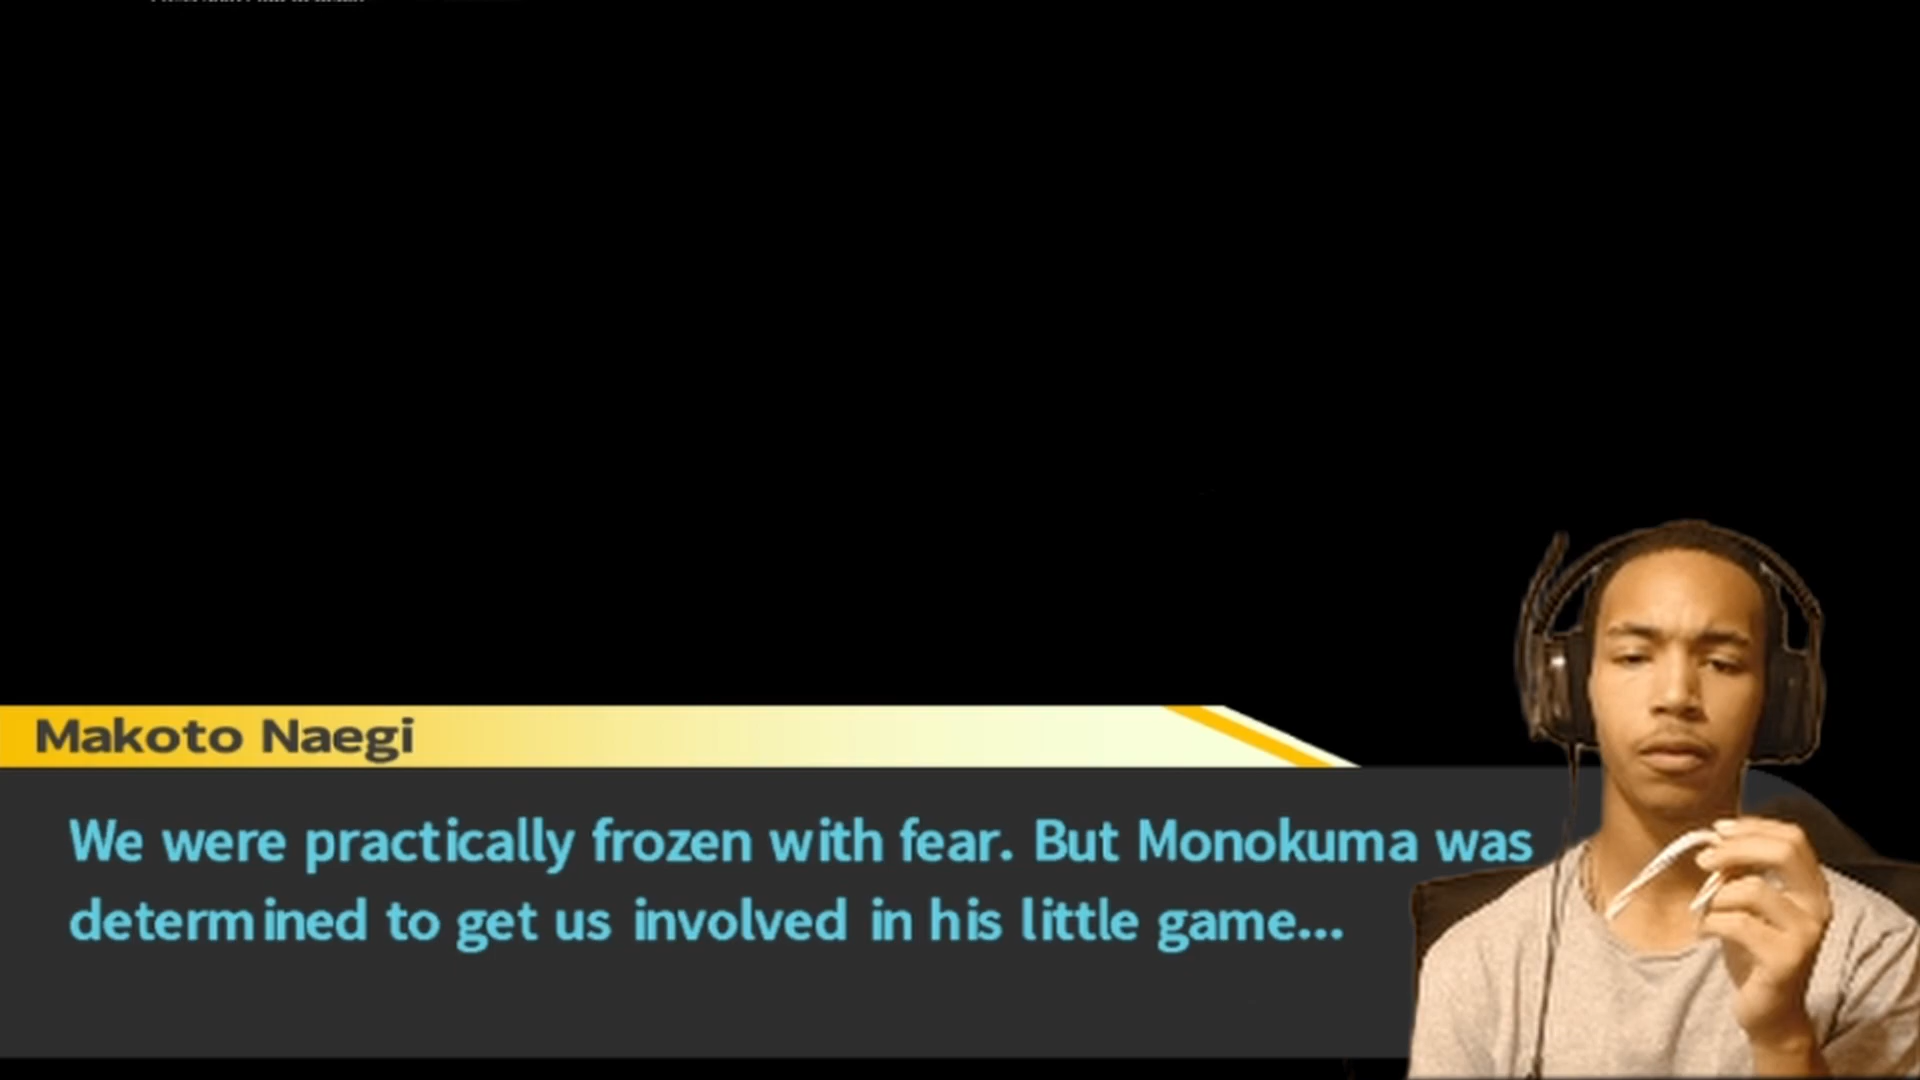 Makoto Naegi
We were practically frozen with fear. But Monokuma was
determined to get us involved in his little game...